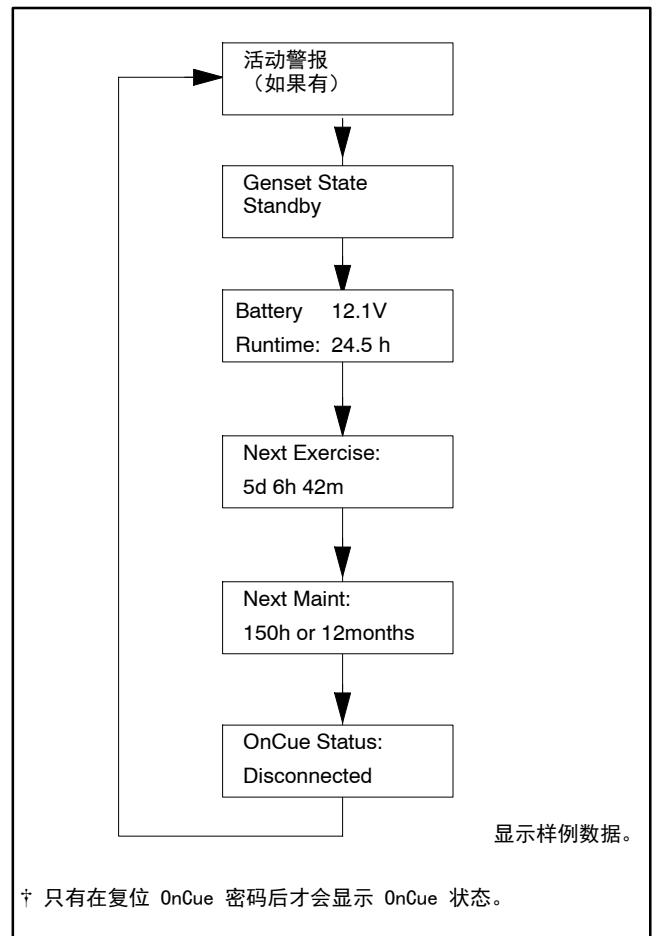 活动警报
（如果有）
Genset State
Standby
Battery 12.1V
Runtime: 24.5 h
Next Exercise:
5d 6h 42m
Next Maint:
150h or 12months
OnCue Status:
Disconnected
显示样例数据。
† 只有在复位 OnCue 密码后才会显示 OnCue 状态。